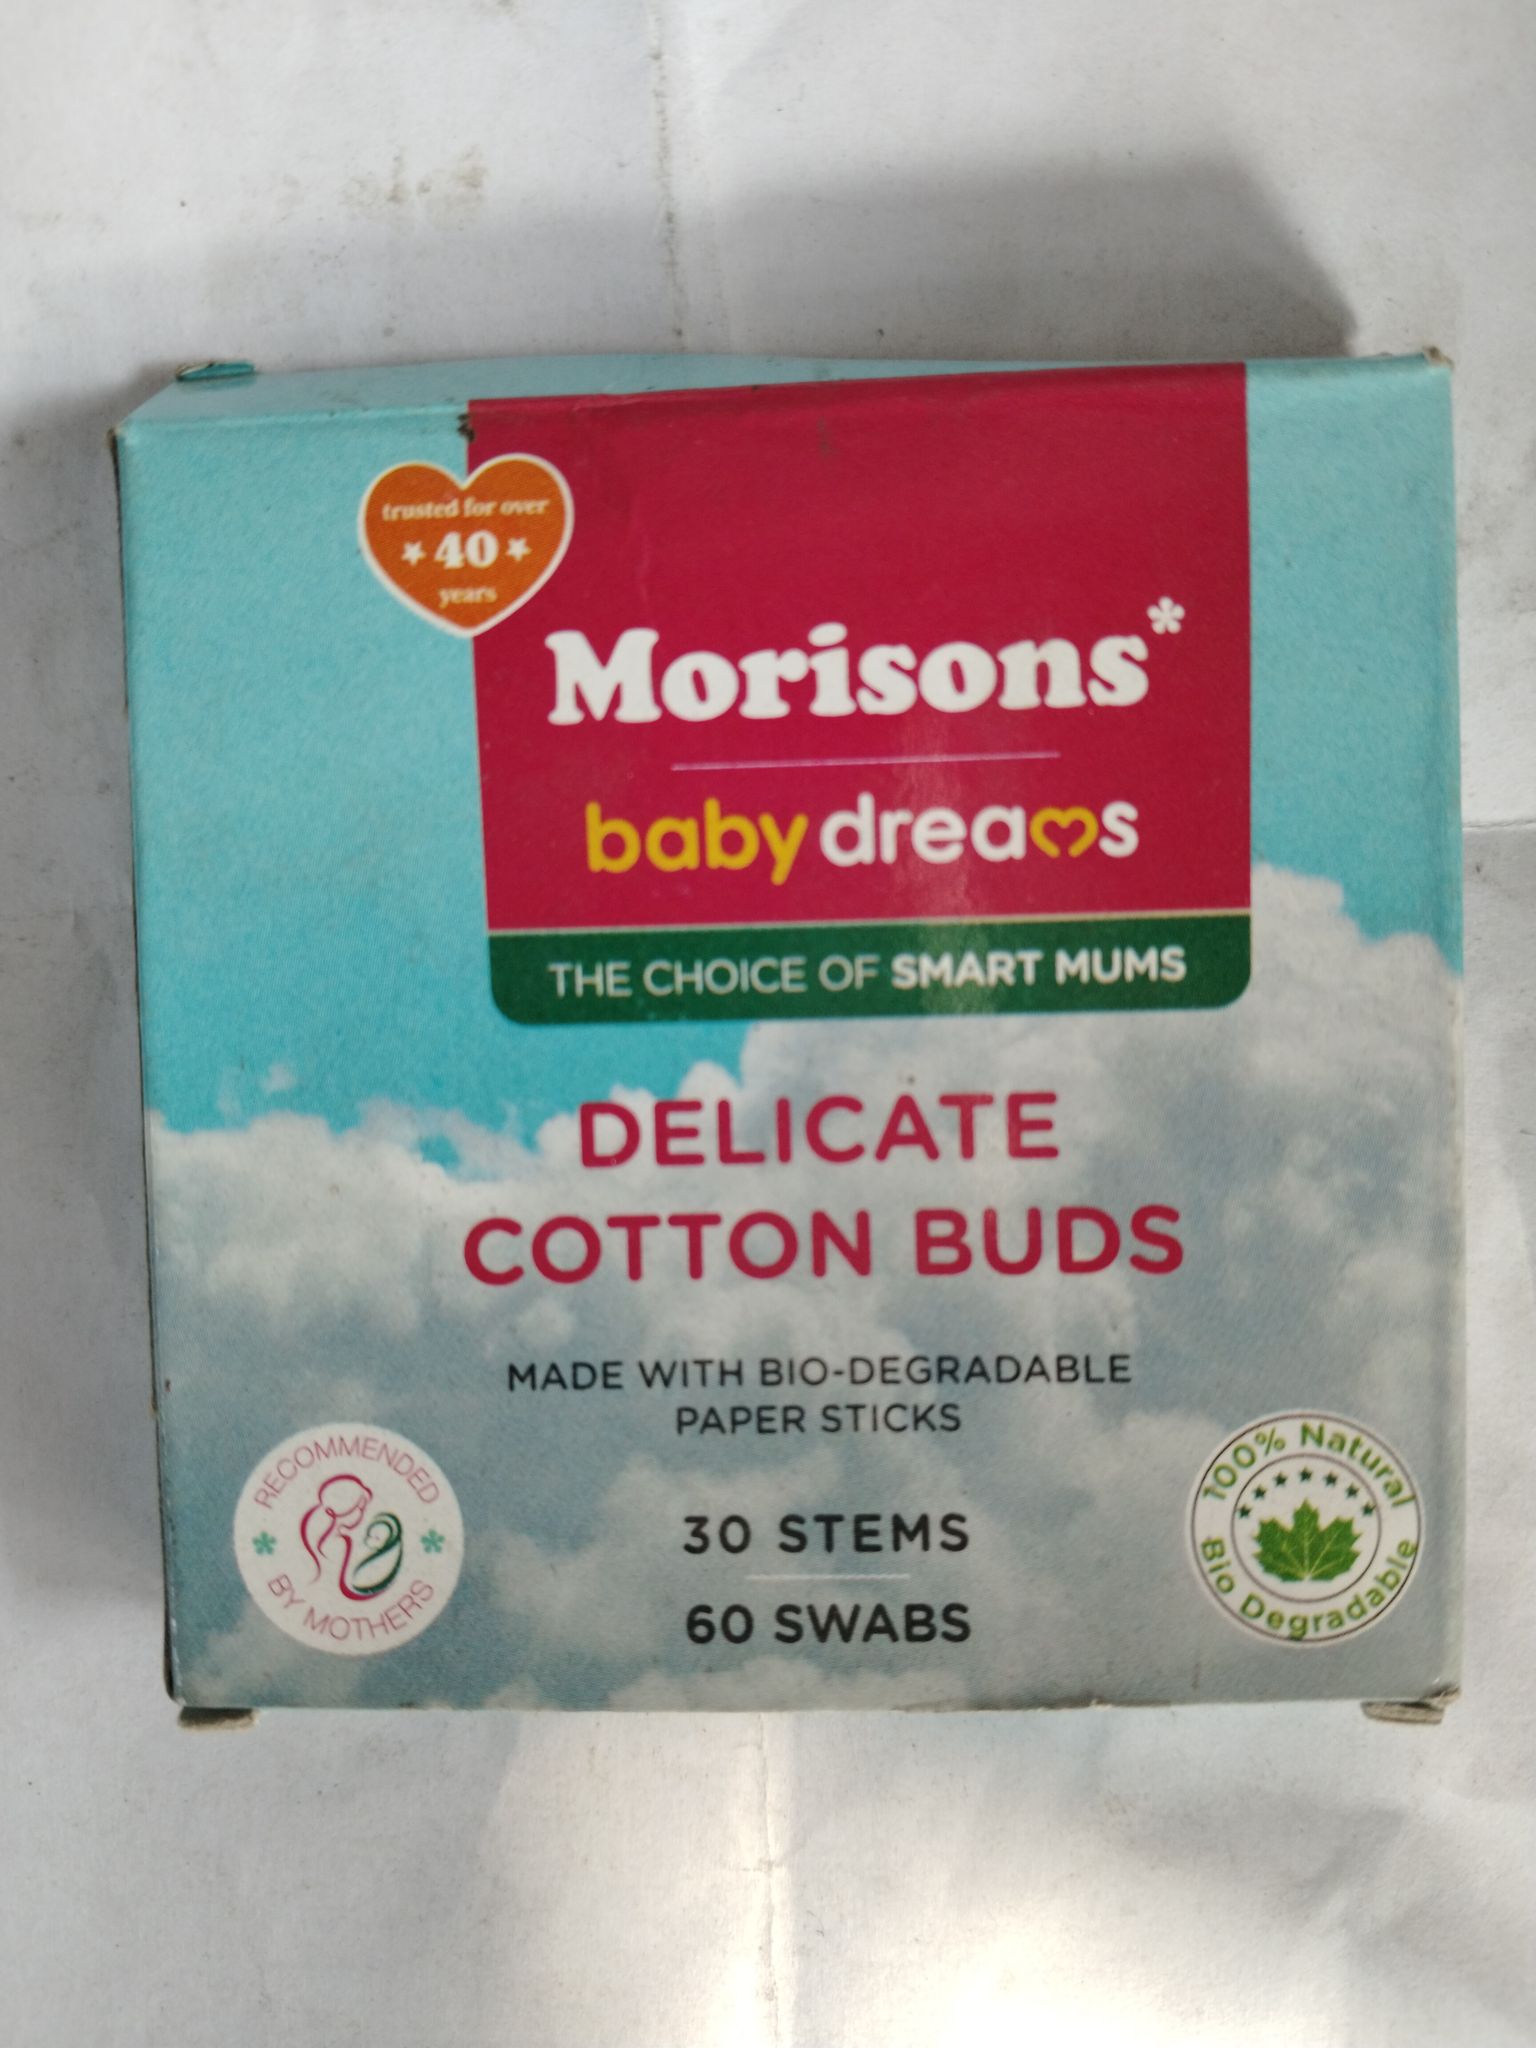 trusted for over
40
years
Morisons*
baby dreams
THE CHOICE OF SMART MUMS
DELICATE
COTTON BUDS
MADE WITH BIO-DEGRADABLE
PAPER STICKS
30 STEMS
60 SWABS
RECOMMENDED
BY MOTHERS
100% Natural
Bio Degradable